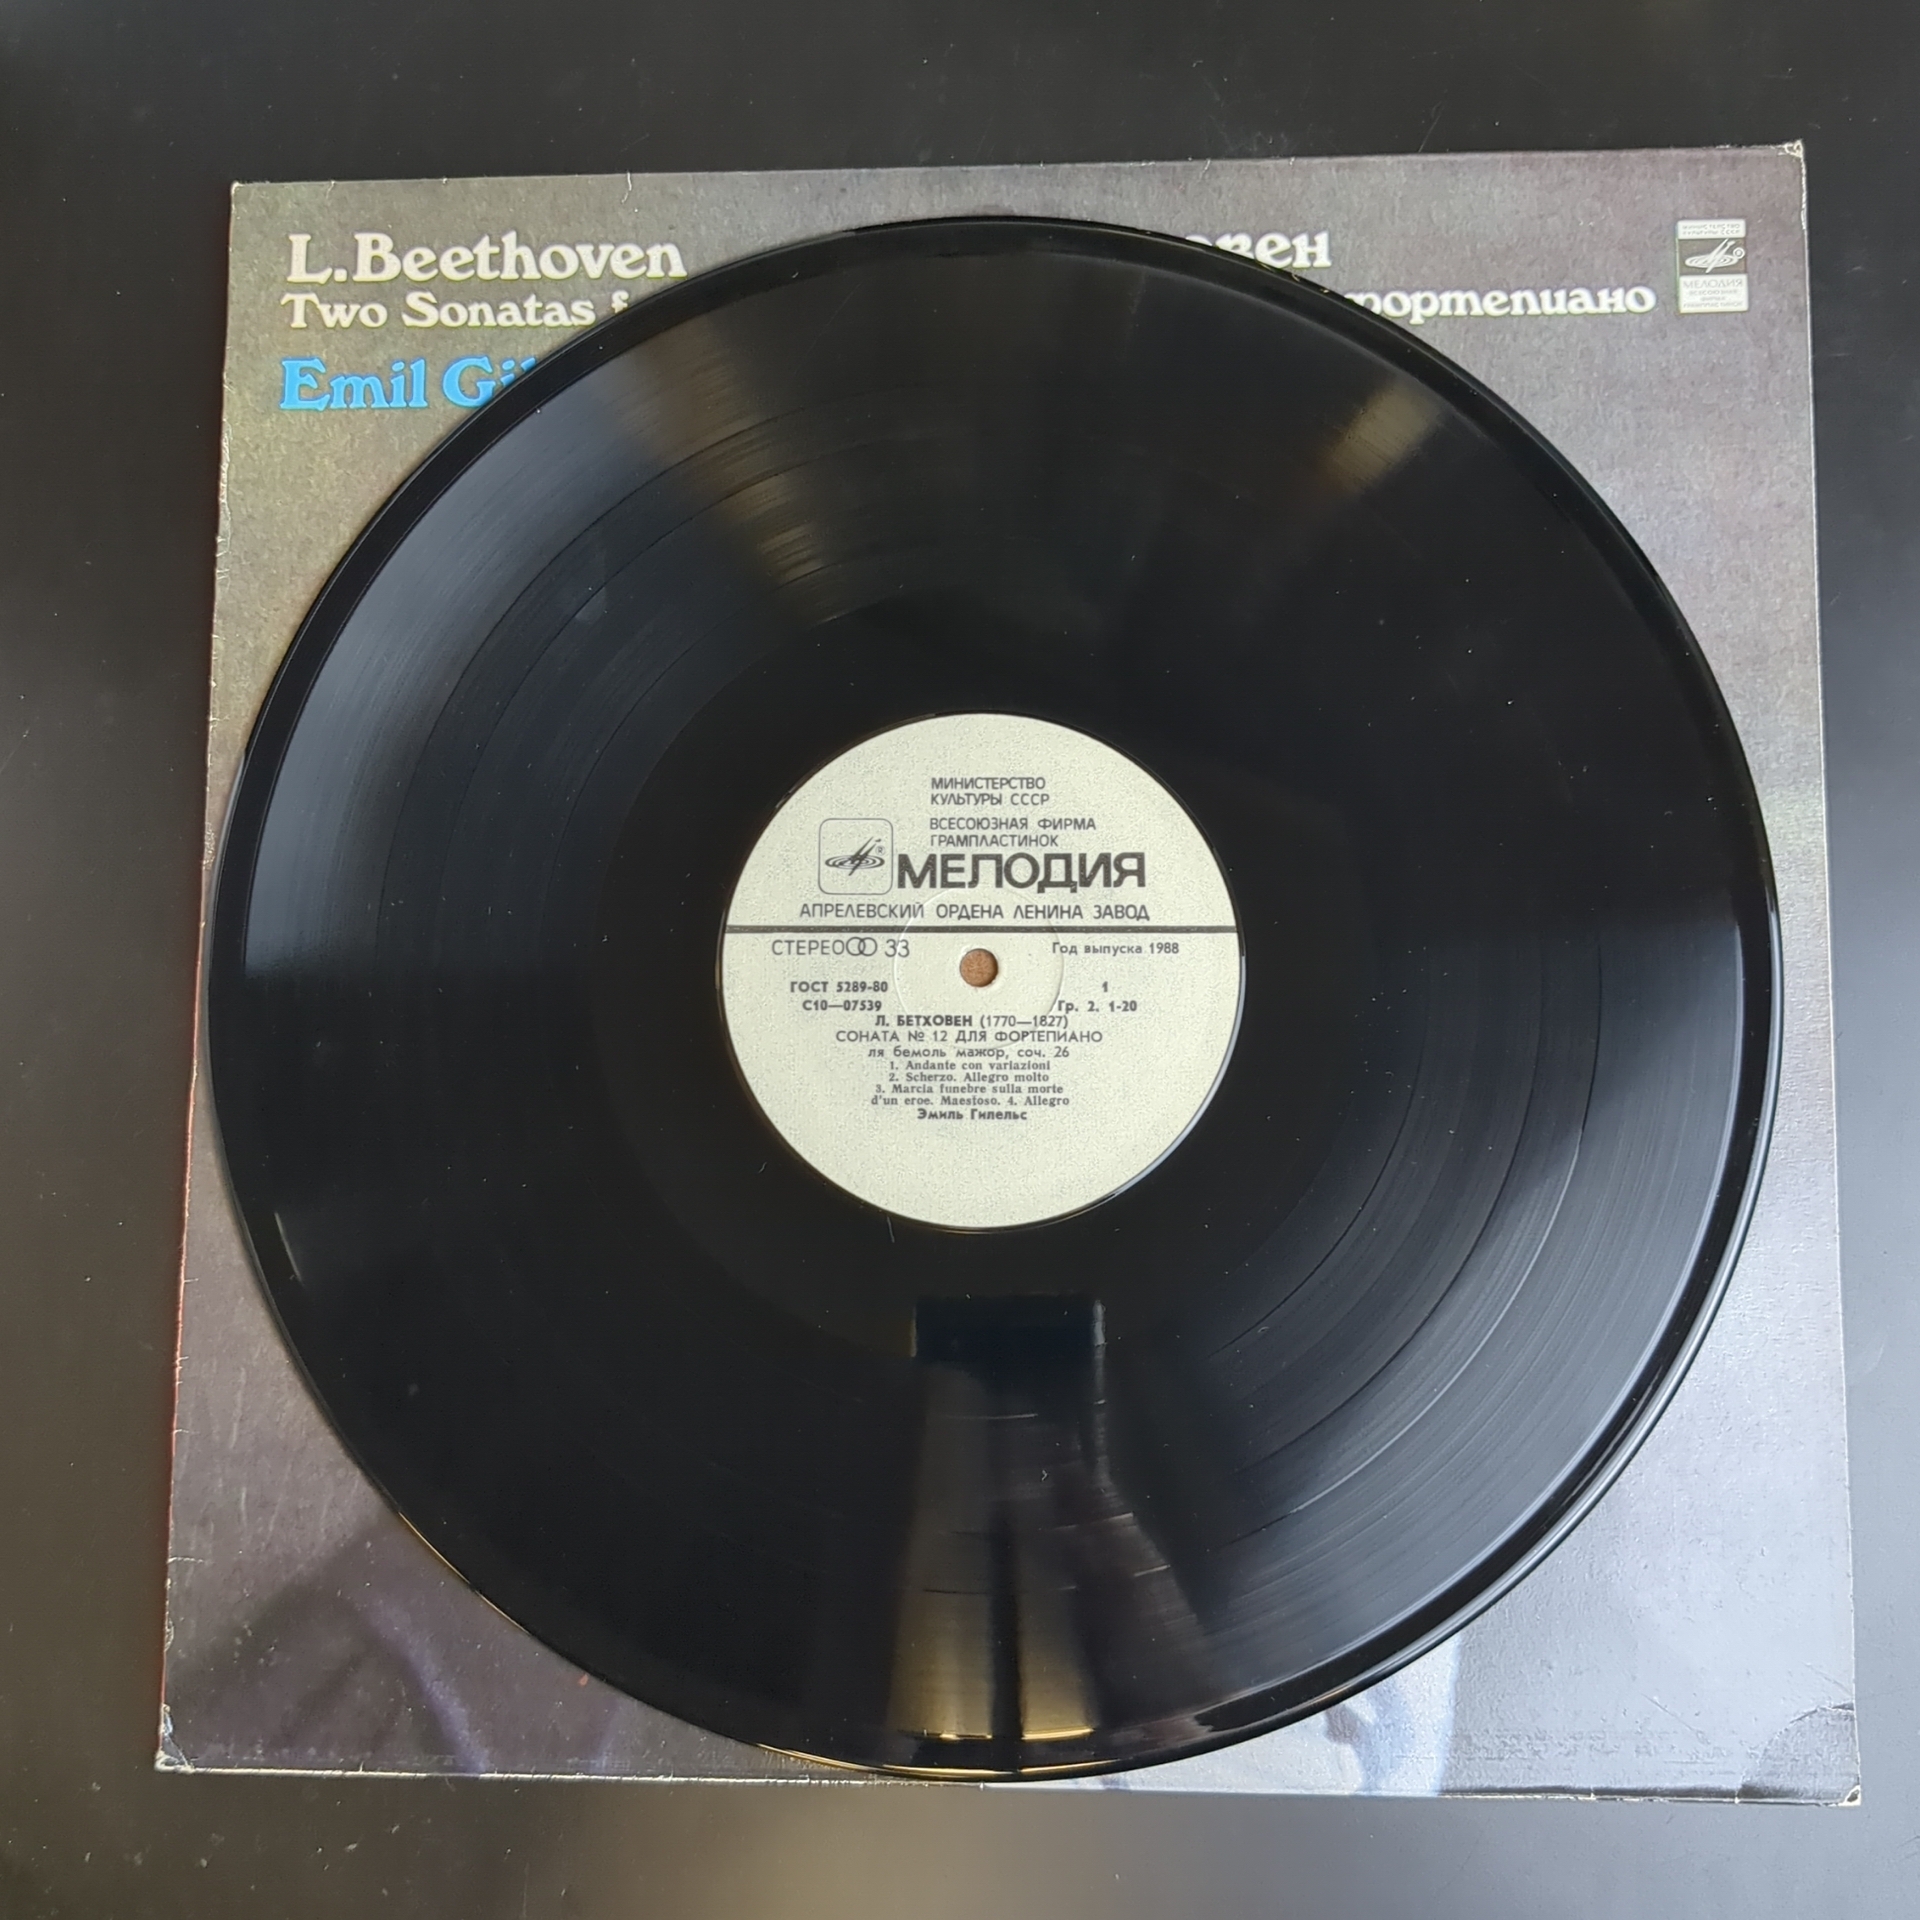 L.Beethoven
Two Sonatas
Emil
МЕЛОДИЯ
МИНИСТЕРСТВО
КУЛЬТУРЫ СССР
ВСЕСОЮЗНАЯ ФИРМА
ГРАМПЛАСТИНОК
МЕЛОДИЯ
АПРЕЛЕВСКИЙ ОРДЕНА ЛЕНИНА ЗАВОД
СТЕРЕО 33 Год выпуска 1988
ГОСТ 5289-80 1
С10—07539 Гр. 2. 1-20
Л. БЕТХОВЕН (1770—1827)
СОНАТА № 12 ДЛЯ ФОРТЕПИАНО
ля бемоль мажор, соч. 26
1. Andante con variazioni
2. Scherzo. Allegro molto
3. Marcia funebre sulla morte
d'un eroe. Maestoso. 4. Allegro
Эмиль Гилельс